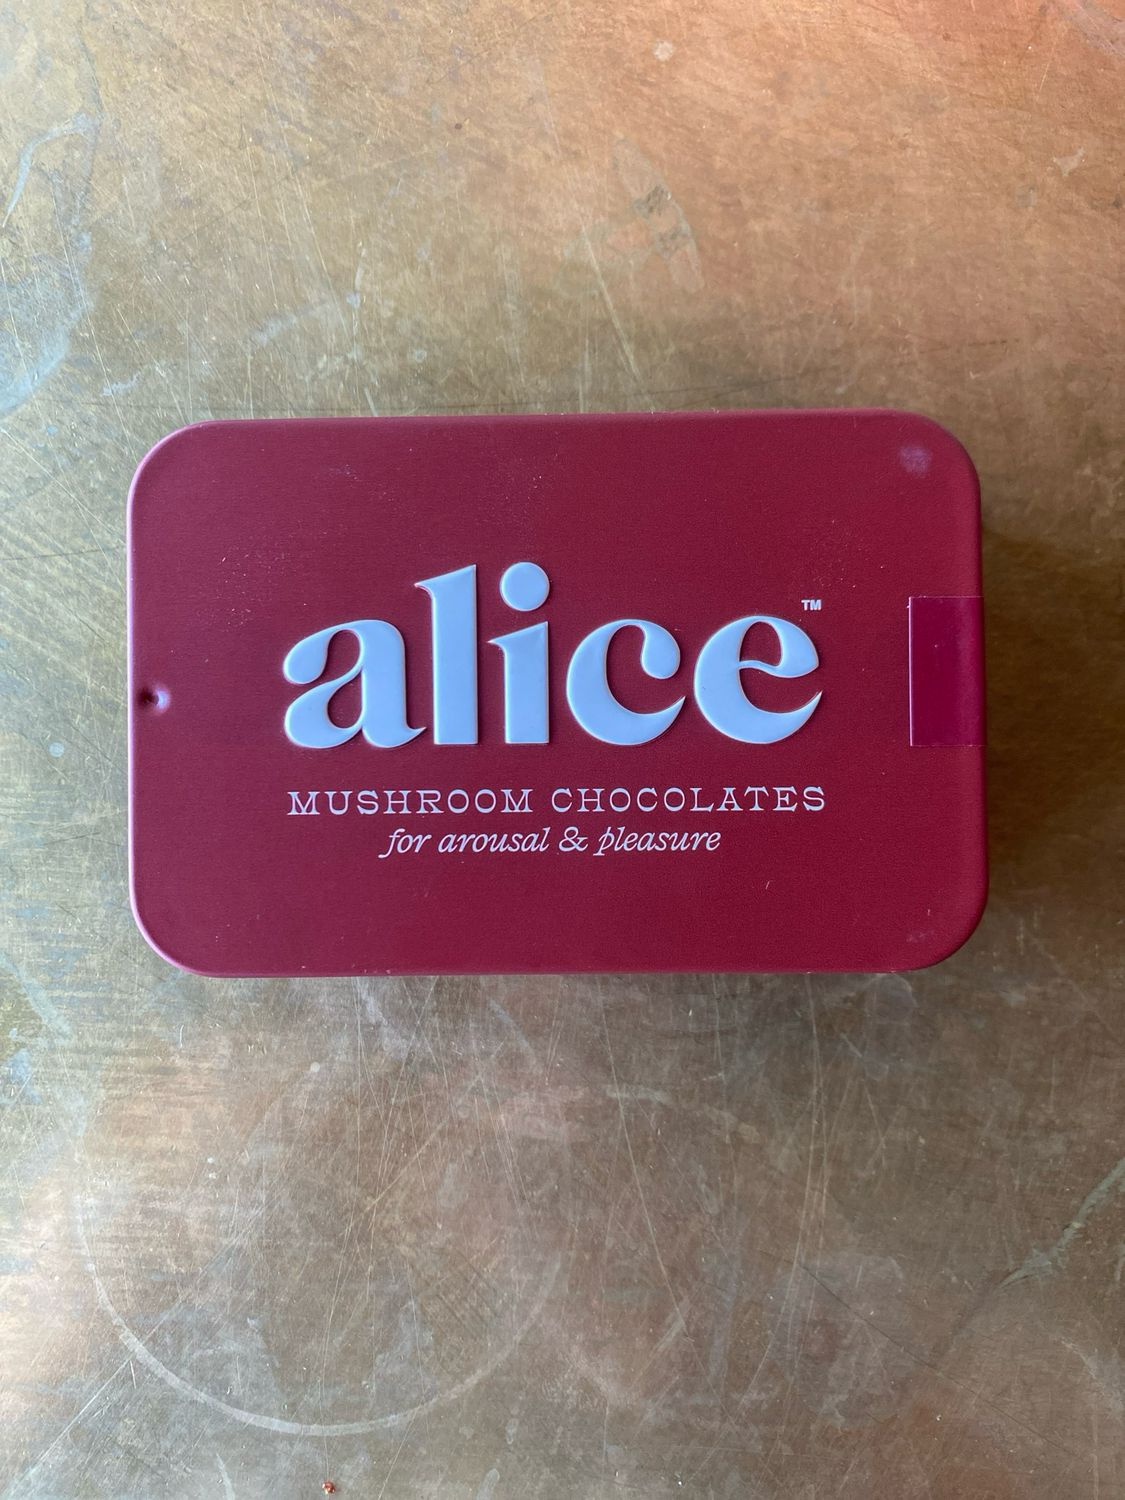 alice™
MUSHROOM CHOCOLATES
for arousal & pleasure